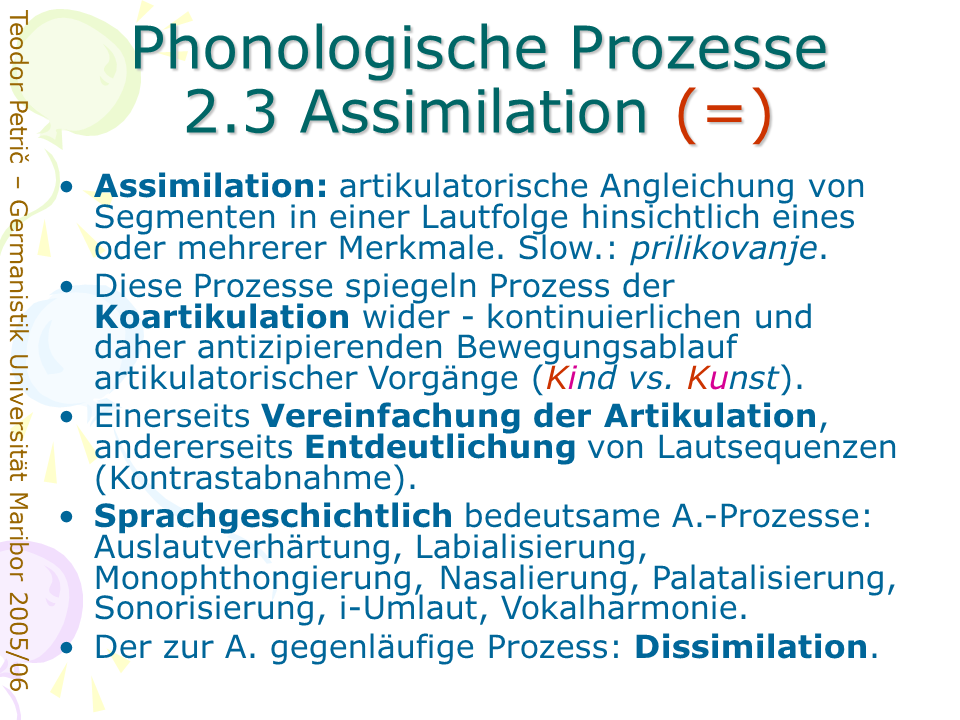 Phonologische Prozesse
2.3 Assimilation (=)
• Assimilation: artikulatorische Angleichung von
Segmenten in einer Lautfolge hinsichtlich eines
oder mehrerer Merkmale. Slow.: prilikovanje.
• Diese Prozesse spiegeln Prozess der
Koartikulation wider - kontinuierlichen und
daher antizipierenden Bewegungsablauf
artikulatorischer Vorgänge (Kind vs. Kunst).
• Einerseits Vereinfachung der Artikulation,
andererseits Entdeutlichung von Lautsequenzen
(Kontrastabnahme).
• Sprachgeschichtlich bedeutsame A.-Prozesse:
Auslautverhärtung, Labialisierung,
Monophthongierung, Nasalierung, Palatalisierung,
Sonorisierung, i-Umlaut, Vokalharmonie.
• Der zur A. gegenläufige Prozess: Dissimilation.
Teodor Petrič – Germanistik Universität Maribor 2005/06